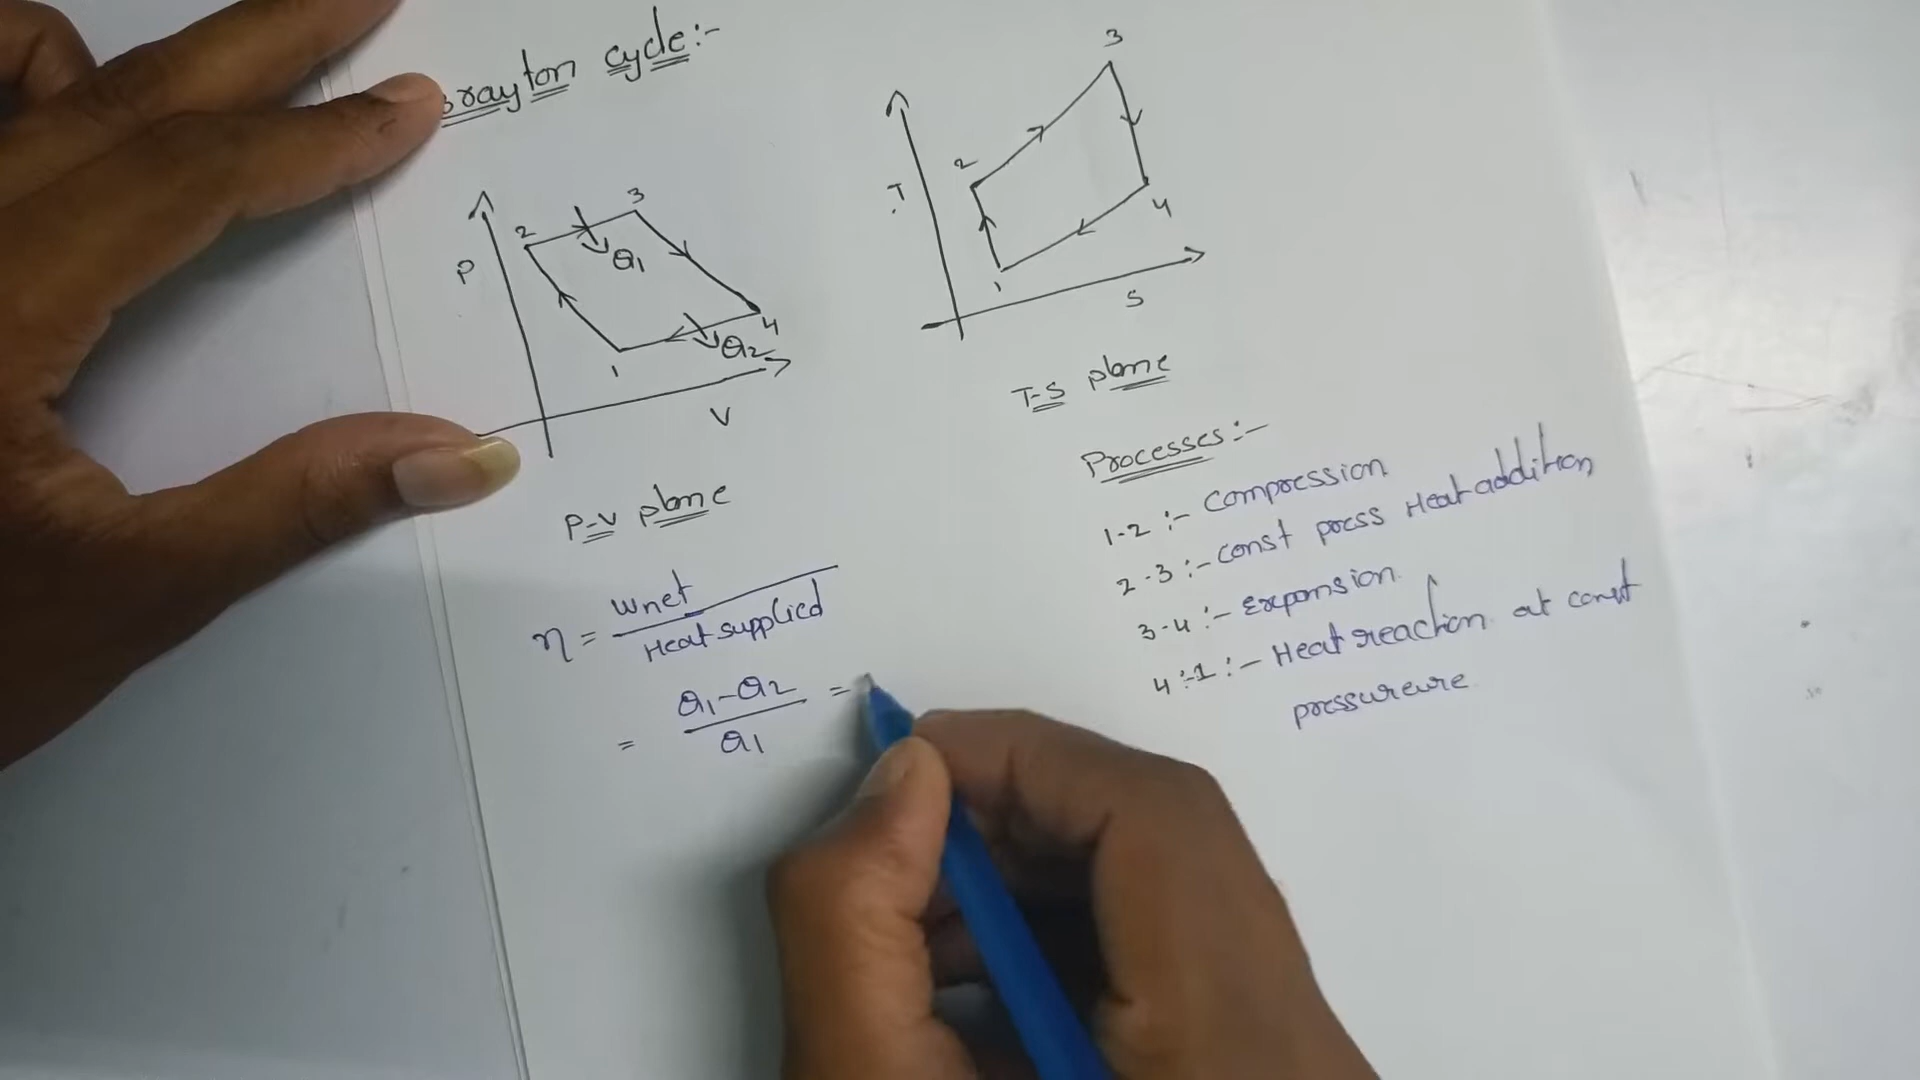 Brayton cycle:-
P
2
3
Q1
4
Q2
1
V
P-V plane
T
2
3
4
1
S
T-S plane
η = Wnet / Heat supplied
= Q1-Q2 / Q1 =
Processes:-
1-2 :- Compression
2-3 :- Const press Heat addition
3-4 :- Expansion
4-1 :- Heat reaction at const
pressureure